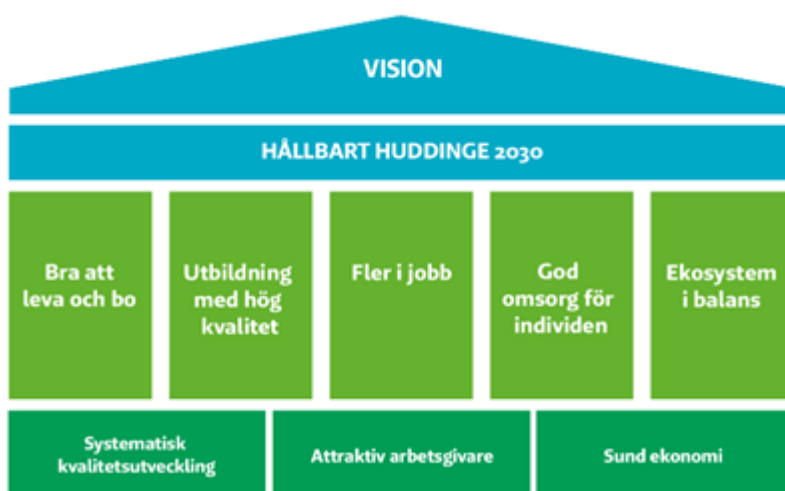 VISION
HÅLLBART HUDDINGE 2030
Bra att
leva och bo
Utbildning
med hög
kvalitet
Fler i jobb
God
omsorg för
individen
Ekosystem
i balans
Systematisk
kvalitetsutveckling
Attraktiv arbetsgivare
Sund ekonomi